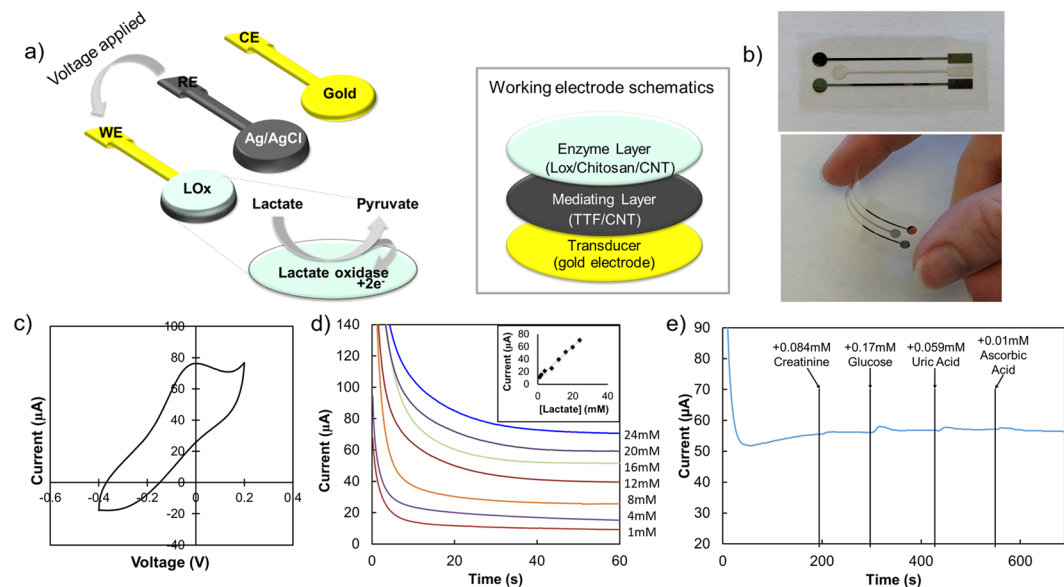 a)
Voltage applied
CE
RE
Gold
WE
Ag/AgCl
LOx
Lactate
Pyruvate
Lactate oxidase
+2e-
Working electrode schematics
Enzyme Layer
(Lox/Chitosan/CNT)
Mediating Layer
(TTF/CNT)
Transducer
(gold electrode)
b)
c)
100
80
60
40
20
0
-20
-40
-0.6
-0.4
-0.2
0
0.2
0.4
Current (µA)
Voltage (V)
d)
140
120
100
80
60
40
20
0
0
20
40
60
Current (µA)
Time (s)
80
60
40
20
0
0
20
40
Current (µA)
[Lactate] (mM)
24mM
20mM
16mM
12mM
8mM
4mM
1mM
e)
90
80
70
60
50
40
30
20
0
200
400
600
Current (µA)
Time (s)
+0.084mM
Creatinine
+0.17mM
Glucose
+0.059mM
Uric Acid
+0.01mM
Ascorbic
Acid